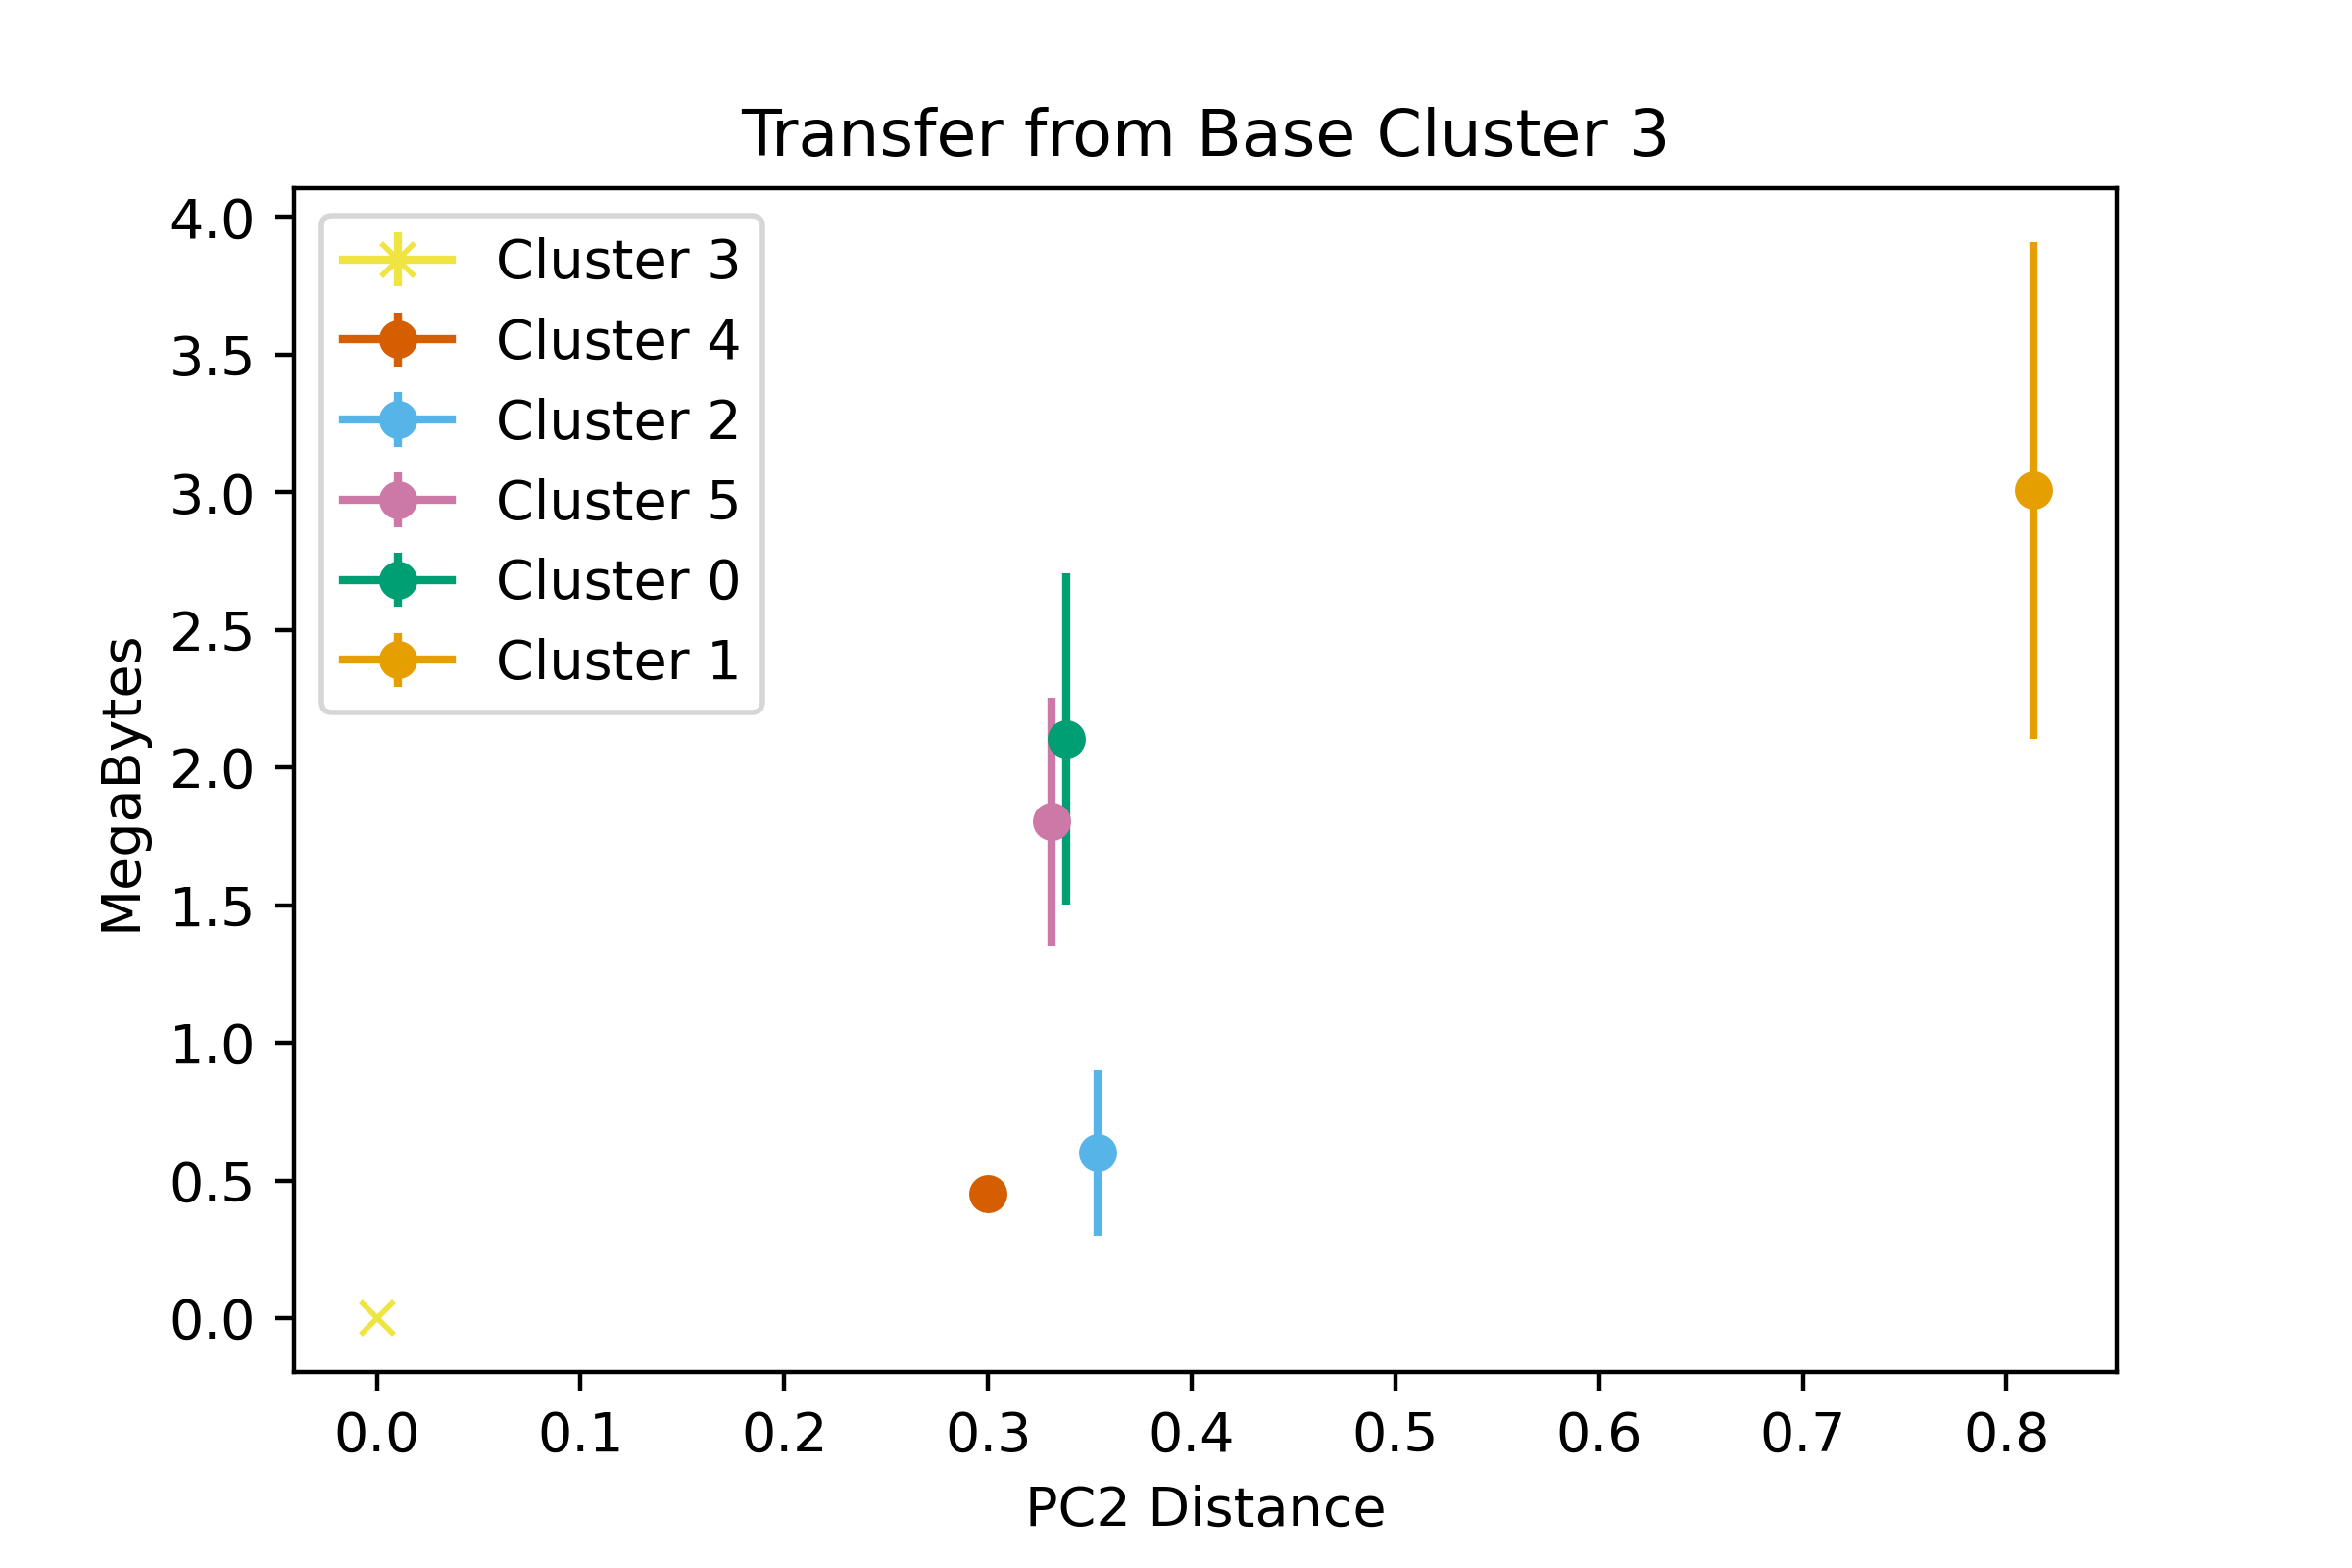 Transfer from Base Cluster 3
MegaBytes
4.0
3.5
3.0
2.5
2.0
1.5
1.0
0.5
0.0
Cluster 3
Cluster 4
Cluster 2
Cluster 5
Cluster 0
Cluster 1
0.0 0.1 0.2 0.3 0.4 0.5 0.6 0.7 0.8
PC2 Distance